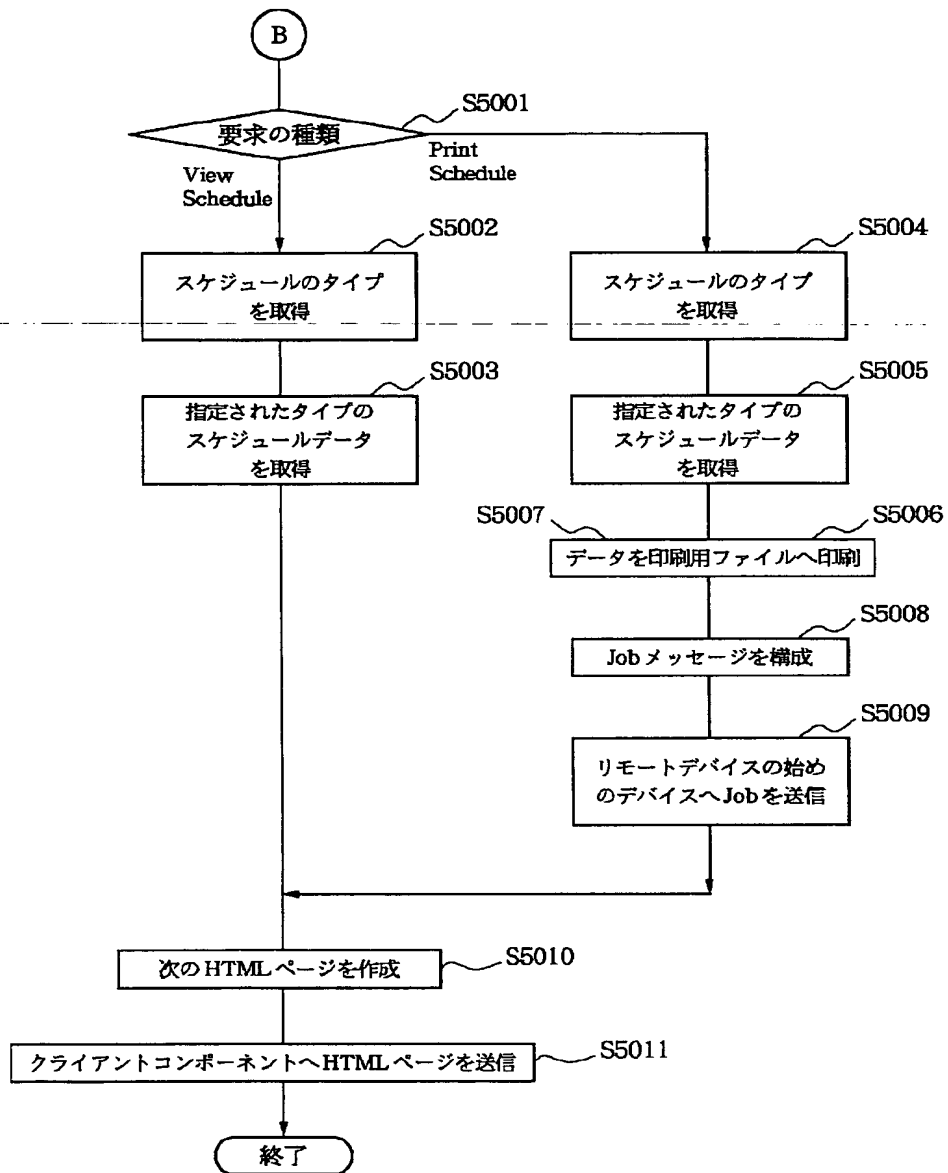 B
S5001
要求の種類
View
Schedule
Print
Schedule
S5002
スケジュールのタイプ
を取得
S5004
スケジュールのタイプ
を取得
S5003
指定されたタイプの
スケジュールデータ
を取得
S5005
指定されたタイプの
スケジュールデータ
を取得
S5007
S5006
データを印刷用ファイルへ印刷
S5008
Jobメッセージを構成
S5009
リモートデバイスの始め
のデバイスへJobを送信
次のHTMLページを作成
S5010
クライアントコンポーネントへHTMLページを送信
S5011
終了